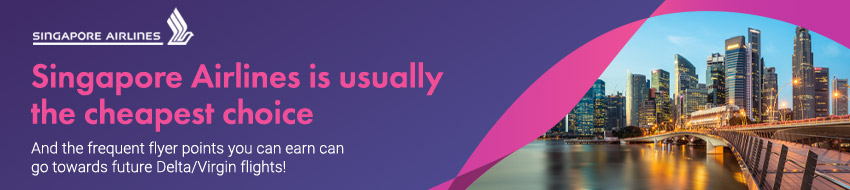 SINGAPORE AIRLINES
Singapore Airlines is usually
the cheapest choice
And the frequent flyer points you can earn can
go towards future Delta/Virgin flights!